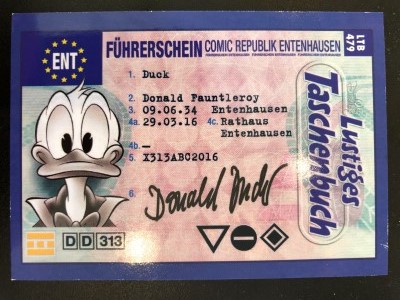 ENT
FÜHRERSCHEIN COMIC REPUBLIK ENTENHAUSEN
LTB 479
1. Duck
2. Donald Fauntleroy
3. 09.06.34 Entenhausen
4a. 29.03.16 4c. Rathaus
Entenhausen
4b. —
5. X313ABC2016
6. Donald Duck
DD 313
Lustiges
Taschenbuch